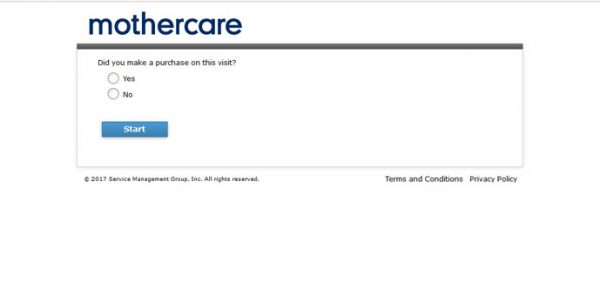 mothercare
Did you make a purchase on this visit?
Yes
No
Start
© 2017 Service Management Group, Inc. All rights reserved.
Terms and Conditions Privacy Policy